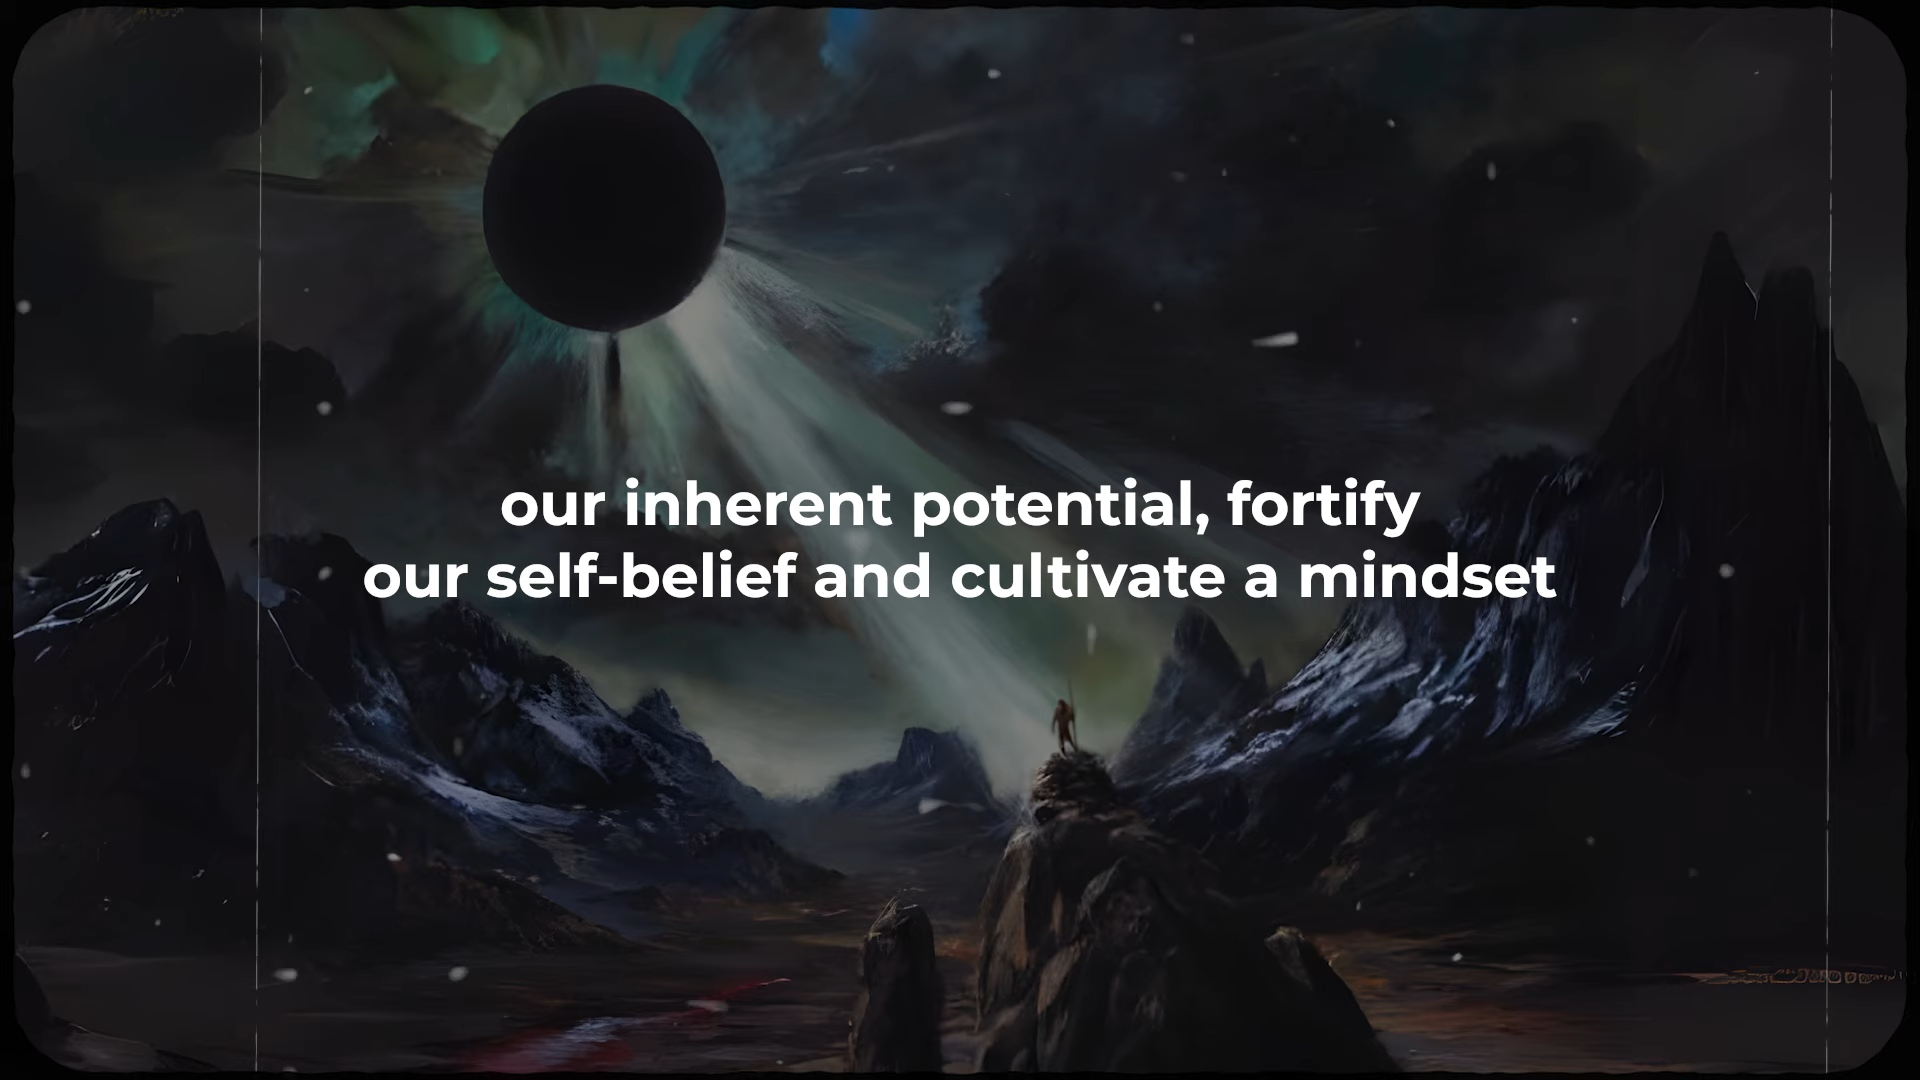 our inherent potential, fortify
our self-belief and cultivate a mindset